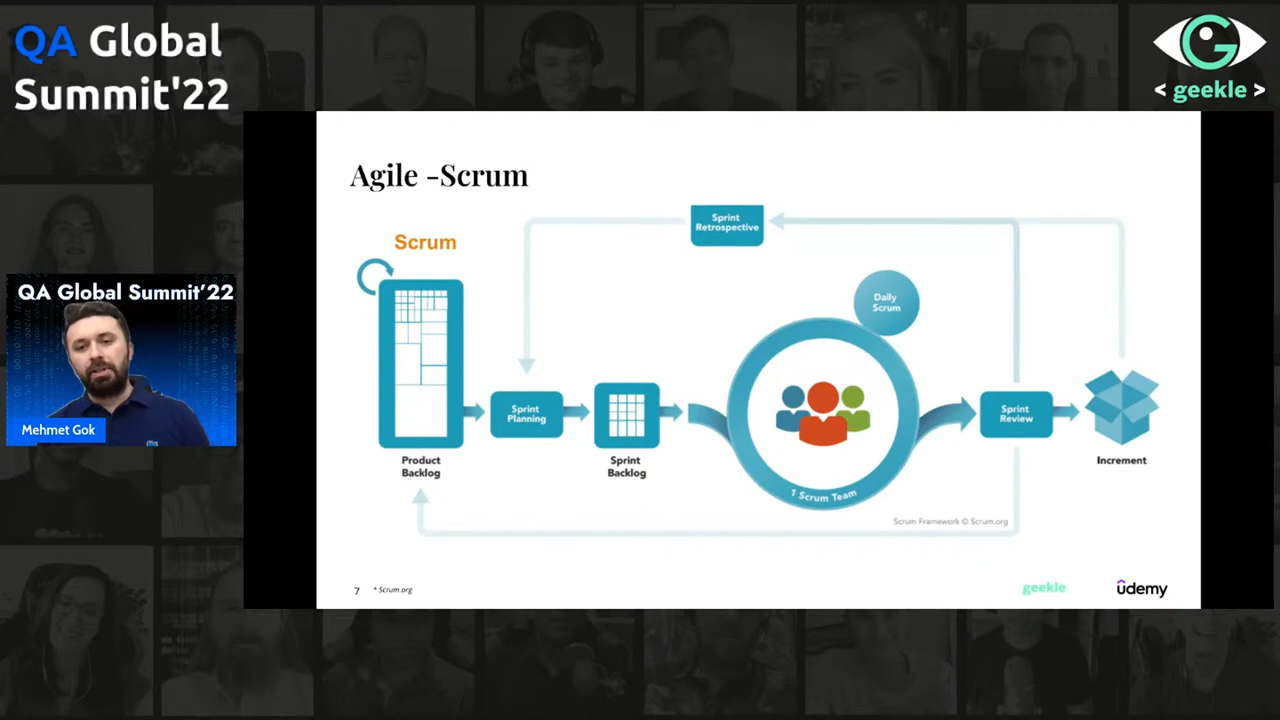 QA Global
Summit'22
< geekle >
Agile -Scrum
Sprint
Retrospective
Scrum
Daily
Scrum
QA Global Summit'22
Mehmet Gok
Sprint
Planning
Sprint
Review
Product
Backlog
Sprint
Backlog
1 Scrum Team
Increment
Scrum Framework © Scrum.org
7
* Scrum.org
geekle
udemy